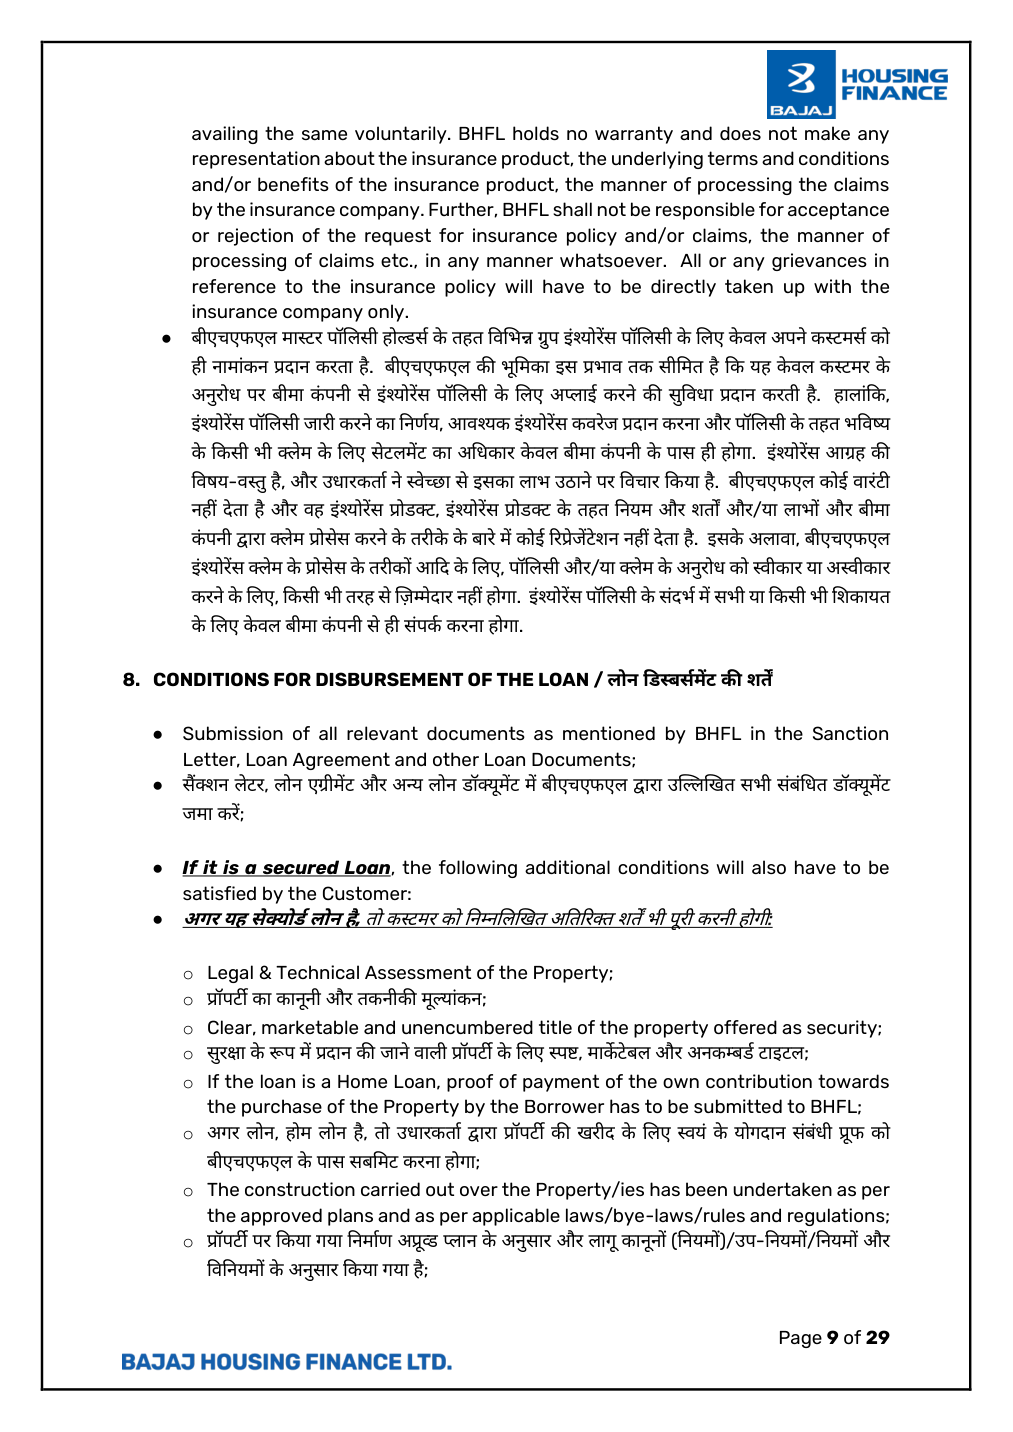 BAJAJ
HOUSING
FINANCE
availing the same voluntarily. BHFL holds no warranty and does not make any
representation about the insurance product, the underlying terms and conditions
and/or benefits of the insurance product, the manner of processing the claims
by the insurance company. Further, BHFL shall not be responsible for acceptance
or rejection of the request for insurance policy and/or claims, the manner of
processing of claims etc., in any manner whatsoever. All or any grievances in
reference to the insurance policy will have to be directly taken up with the
insurance company only.
● बीएचएफएल मास्टर पॉलिसी होल्डर्स के तहत विभिन्न ग्रुप इंश्योरेंस पॉलिसी के लिए केवल अपने कस्टमर्स को
ही नामांकन प्रदान करता है. बीएचएफएल की भूमिका इस प्रभाव तक सीमित है कि यह केवल कस्टमर के
अनुरोध पर बीमा कंपनी से इंश्योरेंस पॉलिसी के लिए अप्लाई करने की सुविधा प्रदान करती है. हालांकि,
इंश्योरेंस पॉलिसी जारी करने का निर्णय, आवश्यक इंश्योरेंस कवरेज प्रदान करना और पॉलिसी के तहत भविष्य
के किसी भी क्लेम के लिए सेटलमेंट का अधिकार केवल बीमा कंपनी के पास ही होगा. इंश्योरेंस आग्रह की
विषय-वस्तु है, और उधारकर्ता ने स्वेच्छा से इसका लाभ उठाने पर विचार किया है. बीएचएफएल कोई वारंटी
नहीं देता है और वह इंश्योरेंस प्रोडक्ट, इंश्योरेंस प्रोडक्ट के तहत नियम और शर्तों और/या लाभों और बीमा
कंपनी द्वारा क्लेम प्रोसेस करने के तरीके के बारे में कोई रिप्रेजेंटेशन नहीं देता है. इसके अलावा, बीएचएफएल
इंश्योरेंस क्लेम के प्रोसेस के तरीकों आदि के लिए, पॉलिसी और/या क्लेम के अनुरोध को स्वीकार या अस्वीकार
करने के लिए, किसी भी तरह से ज़िम्मेदार नहीं होगा. इंश्योरेंस पॉलिसी के संदर्भ में सभी या किसी भी शिकायत
के लिए केवल बीमा कंपनी से ही संपर्क करना होगा.
8. CONDITIONS FOR DISBURSEMENT OF THE LOAN / लोन डिस्बर्समेंट की शर्तें
● Submission of all relevant documents as mentioned by BHFL in the Sanction
Letter, Loan Agreement and other Loan Documents;
● सैंक्शन लेटर, लोन एग्रीमेंट और अन्य लोन डॉक्यूमेंट में बीएचएफएल द्वारा उल्लिखित सभी संबंधित डॉक्यूमेंट
जमा करें;
● If it is a secured Loan, the following additional conditions will also have to be
satisfied by the Customer:
● अगर यह सेक्योर्ड लोन है, तो कस्टमर को निम्नलिखित अतिरिक्त शर्तें भी पूरी करनी होगी:
○ Legal & Technical Assessment of the Property;
○ प्रॉपर्टी का कानूनी और तकनीकी मूल्यांकन;
○ Clear, marketable and unencumbered title of the property offered as security;
○ सुरक्षा के रूप में प्रदान की जाने वाली प्रॉपर्टी के लिए स्पष्ट, मार्केटेबल और अनकम्बर्ड टाइटल;
○ If the loan is a Home Loan, proof of payment of the own contribution towards
the purchase of the Property by the Borrower has to be submitted to BHFL;
○ अगर लोन, होम लोन है, तो उधारकर्ता द्वारा प्रॉपर्टी की खरीद के लिए स्वयं के योगदान संबंधी प्रूफ को
बीएचएफएल के पास सबमिट करना होगा;
○ The construction carried out over the Property/ies has been undertaken as per
the approved plans and as per applicable laws/bye-laws/rules and regulations;
○ प्रॉपर्टी पर किया गया निर्माण अप्रूव्ड प्लान के अनुसार और लागू कानूनों (नियमों)/उप-नियमों/नियमों और
विनियमों के अनुसार किया गया है;
Page 9 of 29
BAJAJ HOUSING FINANCE LTD.